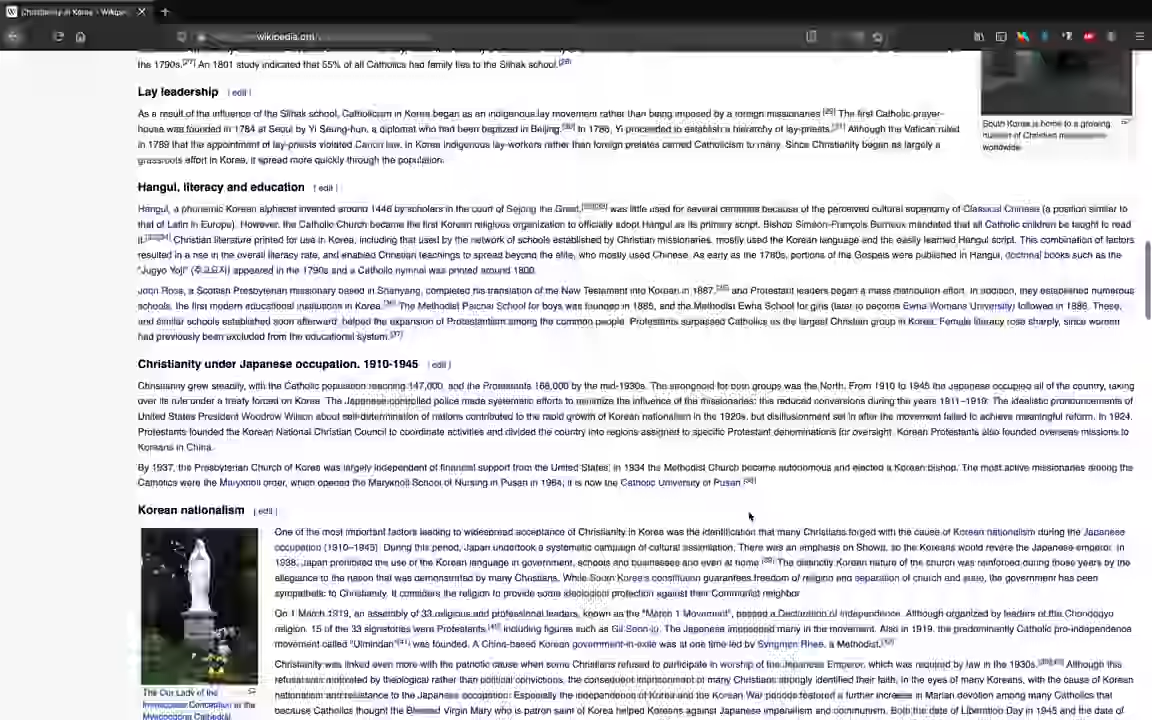 Christianity in Korea - Wikipe
wikipedia.org
the 1790s.[27] An 1801 study indicated that 55% of all Catholics had family ties to the Silhak school.[28]
Lay leadership [edit]
As a result of the influence of the Silhak school, Catholicism in Korea began as an indigenous lay movement rather than being imposed by a foreign missionaries [29] The first Catholic prayer-
house was founded in 1784 at Seoul by Yi Seung-hun, a diplomat who had been baptized in Beijing.[30] In 1786, Yi proceeded to establish a hierarchy of lay-priests.[31] Although the Vatican ruled
in 1789 that the appointment of lay-priests violated Canon law, in Korea indigenous lay-workers rather than foreign prelates carried Catholicism to many. Since Christianity began as largely a
grassroots effort in Korea, it spread more quickly through the population.
South Korea is home to a growing
number of Christian
worldwide.
Hangul, literacy and education [edit]
Hangul, a phonemic Korean alphabet invented around 1446 by scholars in the court of Sejong the Great, was little used for several centuries because of the perceived cultural superiority of Classical Chinese (a position similar to
that of Latin in Europe). However, the Catholic Church became the first Korean religious organization to officially adopt Hangul as its primary script. Bishop Siméon-François Berneux mandated that all Catholic children be taught to read
it. Christian literature printed for use in Korea, including that used by the network of schools established by Christian missionaries, mostly used the Korean language and the easily learned Hangul script. This combination of factors
resulted in a rise in the overall literacy rate, and enabled Christian teachings to spread beyond the elite, who mostly used Chinese. As early as the 1780s, portions of the Gospels were published in Hangul, doctrinal books such as the
"Jugyo Yoji" (주교요지) appeared in the 1790s and a Catholic hymnal was printed around 1800.
John Ross, a Scottish Presbyterian missionary based in Shenyang, completed his translation of the New Testament into Korean in 1887, and Protestant leaders began a mass distribution effort. In addition, they established numerous
schools, the first modern educational institutions in Korea. The Methodist Paichai School for boys was founded in 1885, and the Methodist Ewha School for girls (later to become Ewha Womans University) followed in 1886. These,
and similar schools established soon afterward, helped the expansion of Protestantism among the common people. Protestants surpassed Catholics as the largest Christian group in Korea. Female literacy rose sharply, since women
had previously been excluded from the educational system.[37]
Christianity under Japanese occupation, 1910-1945 [edit]
Christianity grew steadily, with the Catholic population reaching 147,000, and the Protestants 168,000 by the mid-1930s. The stronghold for both groups was the North. From 1910 to 1945 the Japanese occupied all of the country, taking
over its rule under a treaty forced on Korea. The Japanese-controlled police made systematic efforts to minimize the influence of the missionaries; this reduced conversions during the years 1911–1919. The idealistic pronouncements of
United States President Woodrow Wilson about self-determination of nations contributed to the rapid growth of Korean nationalism in the 1920s, but disillusionment set in after the movement failed to achieve meaningful reform. In 1924,
Protestants founded the Korean National Christian Council to coordinate activities and divided the country into regions assigned to specific Protestant denominations for oversight. Korean Protestants also founded overseas missions to
Koreans in China.
By 1937, the Presbyterian Church of Korea was largely independent of financial support from the United States; in 1934 the Methodist Church became autonomous and elected a Korean bishop. The most active missionaries among the
Catholics were the Maryknoll order, which opened the Maryknoll School of Nursing in Pusan in 1964; it is now the Catholic University of Pusan.[38]
Korean nationalism [edit]
One of the most important factors leading to widespread acceptance of Christianity in Korea was the identification that many Christians forged with the cause of Korean nationalism during the Japanese
occupation (1910–1945). During this period, Japan undertook a systematic campaign of cultural assimilation. There was an emphasis on Showa, so the Koreans would revere the Japanese emperor. In
1938, Japan prohibited the use of the Korean language in government, schools and businesses and even at home [39] The distinctly Korean nature of the church was reinforced during those years by the
allegiance to the nation that was demonstrated by many Christians. While South Korea's constitution guarantees freedom of religion and separation of church and state, the government has been
sympathetic to Christianity. It considers the religion to provide some ideological protection against their Communist neighbor
On 1 March 1919, an assembly of 33 religious and professional leaders, known as the "March 1 Movement", passed a Declaration of Independence. Although organized by leaders of the Chondogyo
religion, 15 of the 33 signatories were Protestants, including figures such as Gil Seon-ju. The Japanese imprisoned many in the movement. Also in 1919, the predominantly Catholic pro-independence
movement called "Ulmindan" was founded. A China-based Korean government-in-exile was at one time led by Syngman Rhee, a Methodist.
Christianity was linked even more with the patriotic cause when some Christians refused to participate in worship of the Japanese Emperor, which was required by law in the 1930s. Although this
refusal was motivated by theological rather than political convictions, the consequent imprisonment of many Christians strongly identified their faith, in the eyes of many Koreans, with the cause of Korean
nationalism and resistance to the Japanese occupation. Especially the independence of Korea and the Korean War periods fostered a further increase in Marian devotion among many Catholics that
because Catholics thought the Blessed Virgin Mary who is patron saint of Korea helped Koreans against Japanese imperialism and communism. Both the date of Liberation Day in 1945 and the date of
The Our Lady of the
Immaculate Conception at the
Myeongdong Cathedral